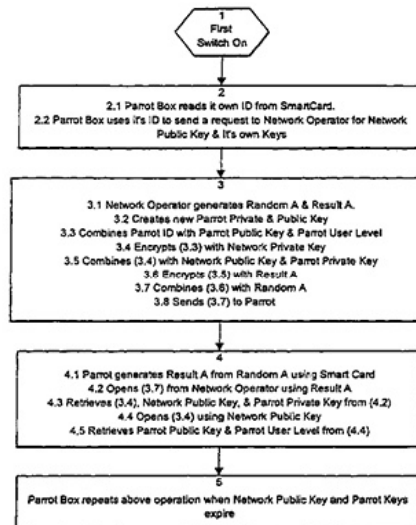 1
First
Switch On
2
2.1 Parrot Box reads it own ID from SmartCard.
2.2 Parrot Box uses it's ID to send a request to Network Operator for Network
Public Key & it's own Keys
3
3.1 Network Operator generates Random A & Result A.
3.2 Creates new Parrot Private & Public Key
3.3 Combines Parrot ID with Parrot Public Key & Parrot User Level
3.4 Encrypts (3.3) with Network Private Key
3.5 Combines (3.4) with Network Public Key & Parrot Private Key
3.6 Encrypts (3.5) with Result A
3.7 Combines (3.6) with Random A
3.8 Sends (3.7) to Parrot
4
4.1 Parrot generates Result A from Random A using Smart Card
4.2 Opens (3.7) from Network Operator using Result A
4.3 Retrieves (3.4), Network Public Key, & Parrot Private Key from (4.2)
4.4 Opens (3.4) using Network Public Key
4.5 Retrieves Parrot Public Key & Parrot User Level from (4.4)
5
Parrot Box repeats above operation when Network Public Key and Parrot Keys
expire